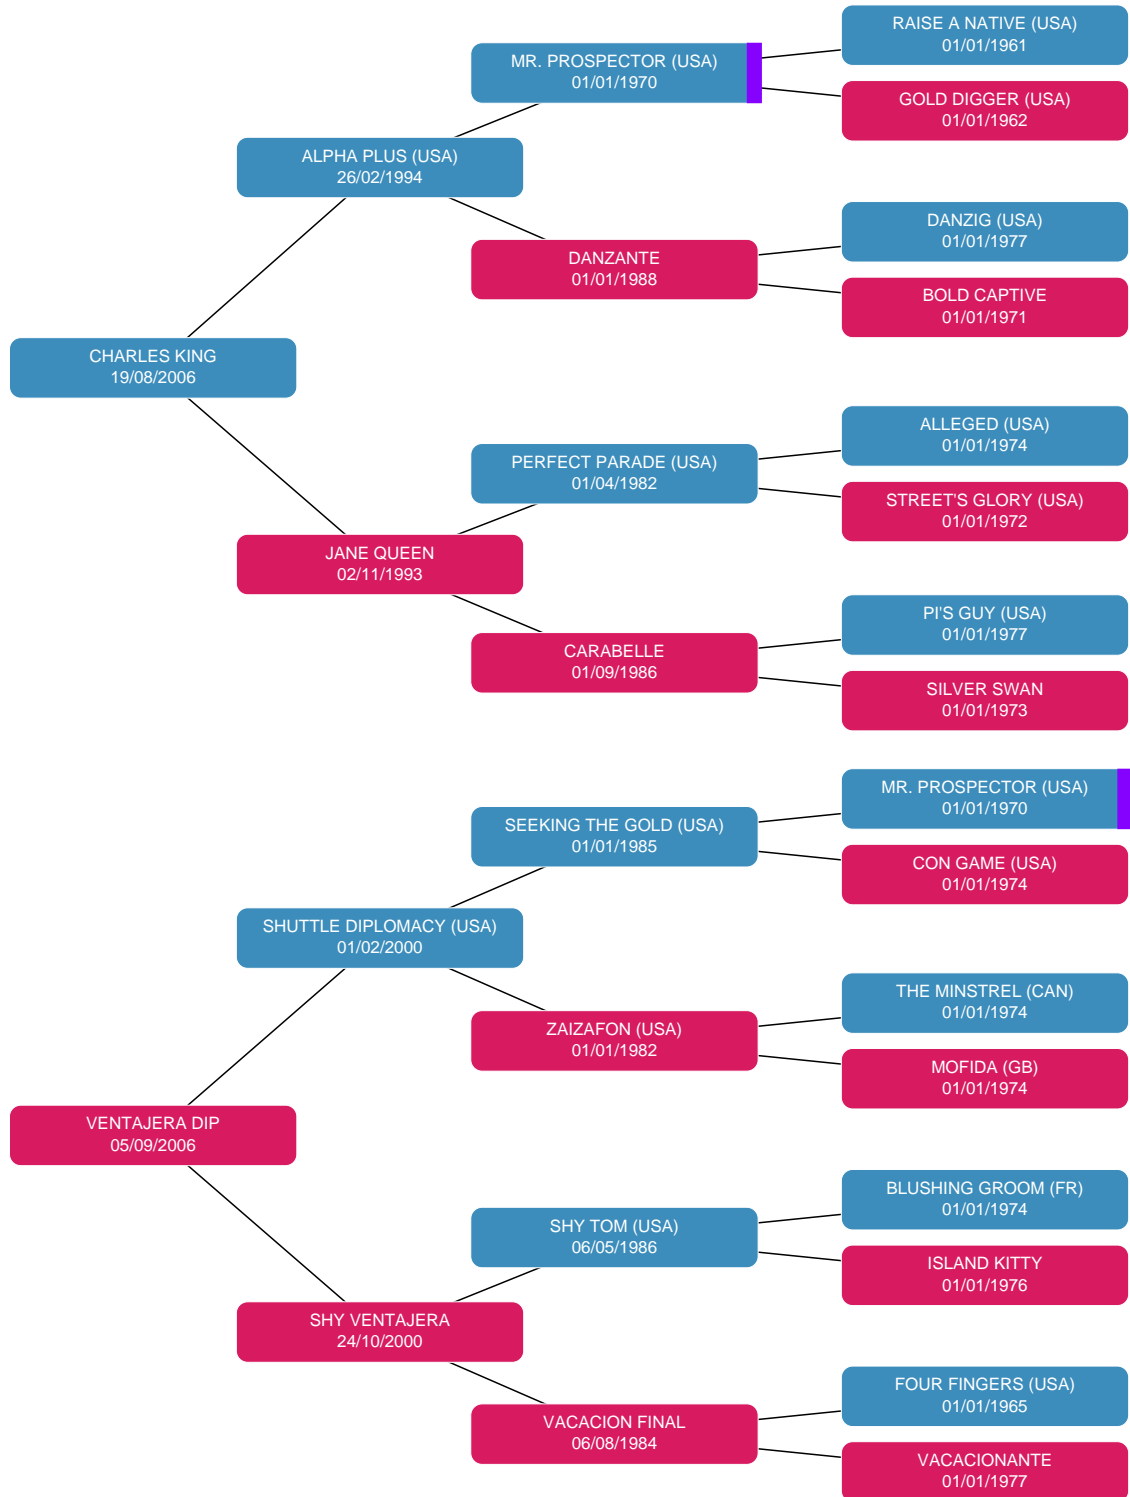 RAISE A NATIVE (USA)
01/01/1961
MR. PROSPECTOR (USA)
01/01/1970
GOLD DIGGER (USA)
01/01/1962
ALPHA PLUS (USA)
26/02/1994
DANZIG (USA)
01/01/1977
DANZANTE
01/01/1988
BOLD CAPTIVE
01/01/1971
CHARLES KING
19/08/2006
ALLEGED (USA)
01/01/1974
PERFECT PARADE (USA)
01/04/1982
STREET'S GLORY (USA)
01/01/1972
JANE QUEEN
02/11/1993
PI'S GUY (USA)
01/01/1977
CARABELLE
01/09/1986
SILVER SWAN
01/01/1973
MR. PROSPECTOR (USA)
01/01/1970
SEEKING THE GOLD (USA)
01/01/1985
CON GAME (USA)
01/01/1974
SHUTTLE DIPLOMACY (USA)
01/02/2000
THE MINSTREL (CAN)
01/01/1974
ZAIZAFON (USA)
01/01/1982
MOFIDA (GB)
01/01/1974
VENTAJERA DIP
05/09/2006
BLUSHING GROOM (FR)
01/01/1974
SHY TOM (USA)
06/05/1986
ISLAND KITTY
01/01/1976
SHY VENTAJERA
24/10/2000
FOUR FINGERS (USA)
01/01/1965
VACACION FINAL
06/08/1984
VACACIONANTE
01/01/1977